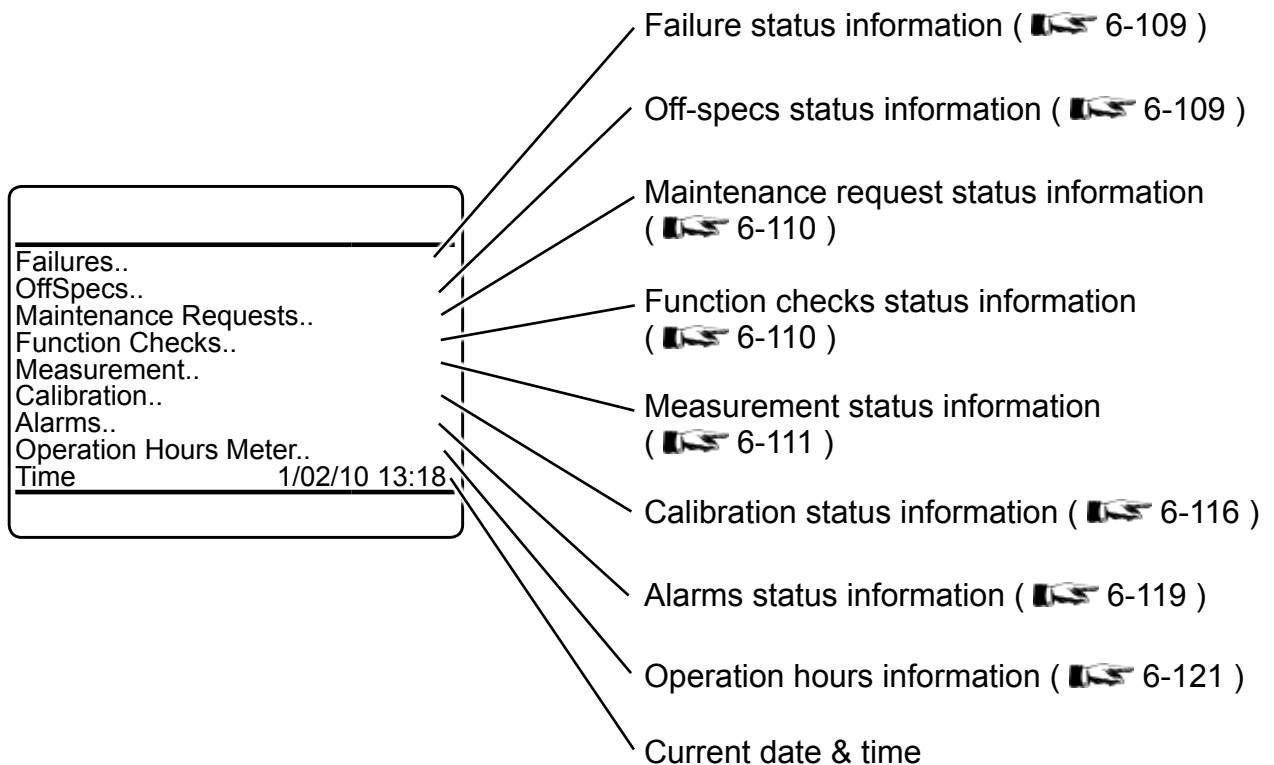 Failure status information ( 6-109 )
Off-specs status information ( 6-109 )
Maintenance request status information
( 6-110 )
Function checks status information
( 6-110 )
Measurement status information
( 6-111 )
Calibration status information ( 6-116 )
Alarms status information ( 6-119 )
Operation hours information ( 6-121 )
Current date & time
Failures..
OffSpecs..
Maintenance Requests..
Function Checks..
Measurement..
Calibration..
Alarms..
Operation Hours Meter..
Time 1/02/10 13:18